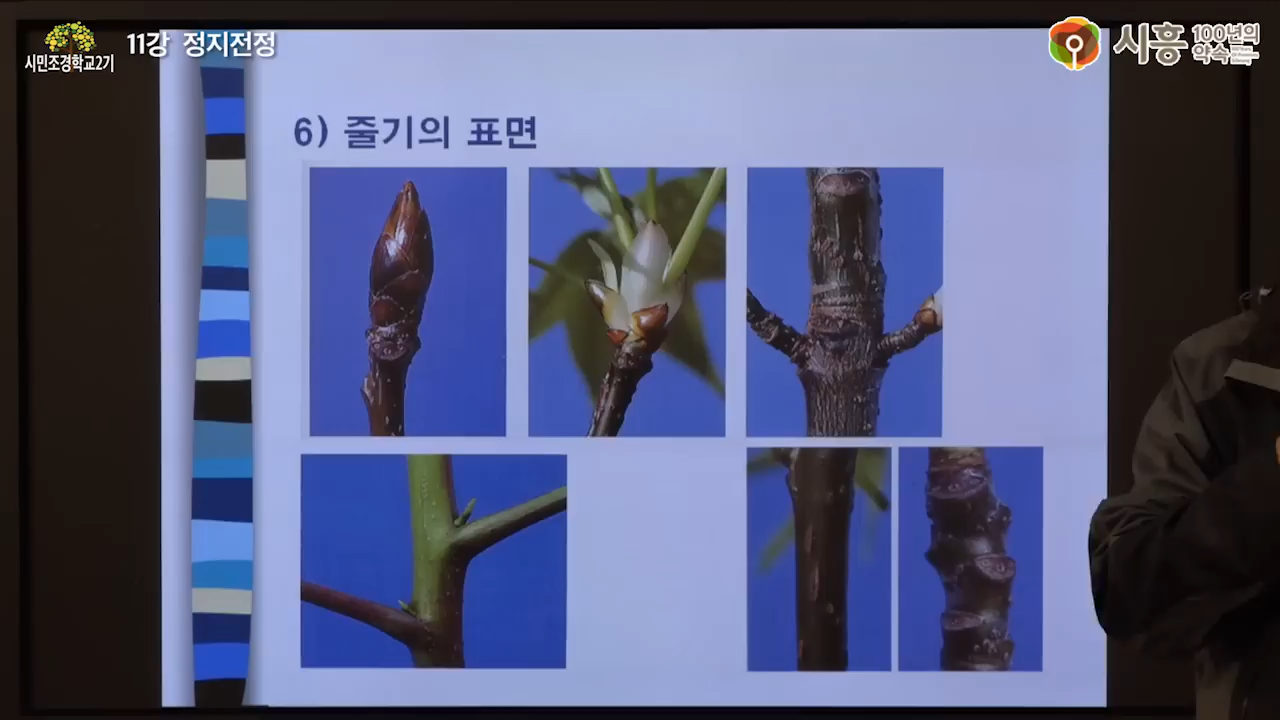 시민조경학교2기
11강 정지전정
시흥 100년의
약속
6) 줄기의 표면